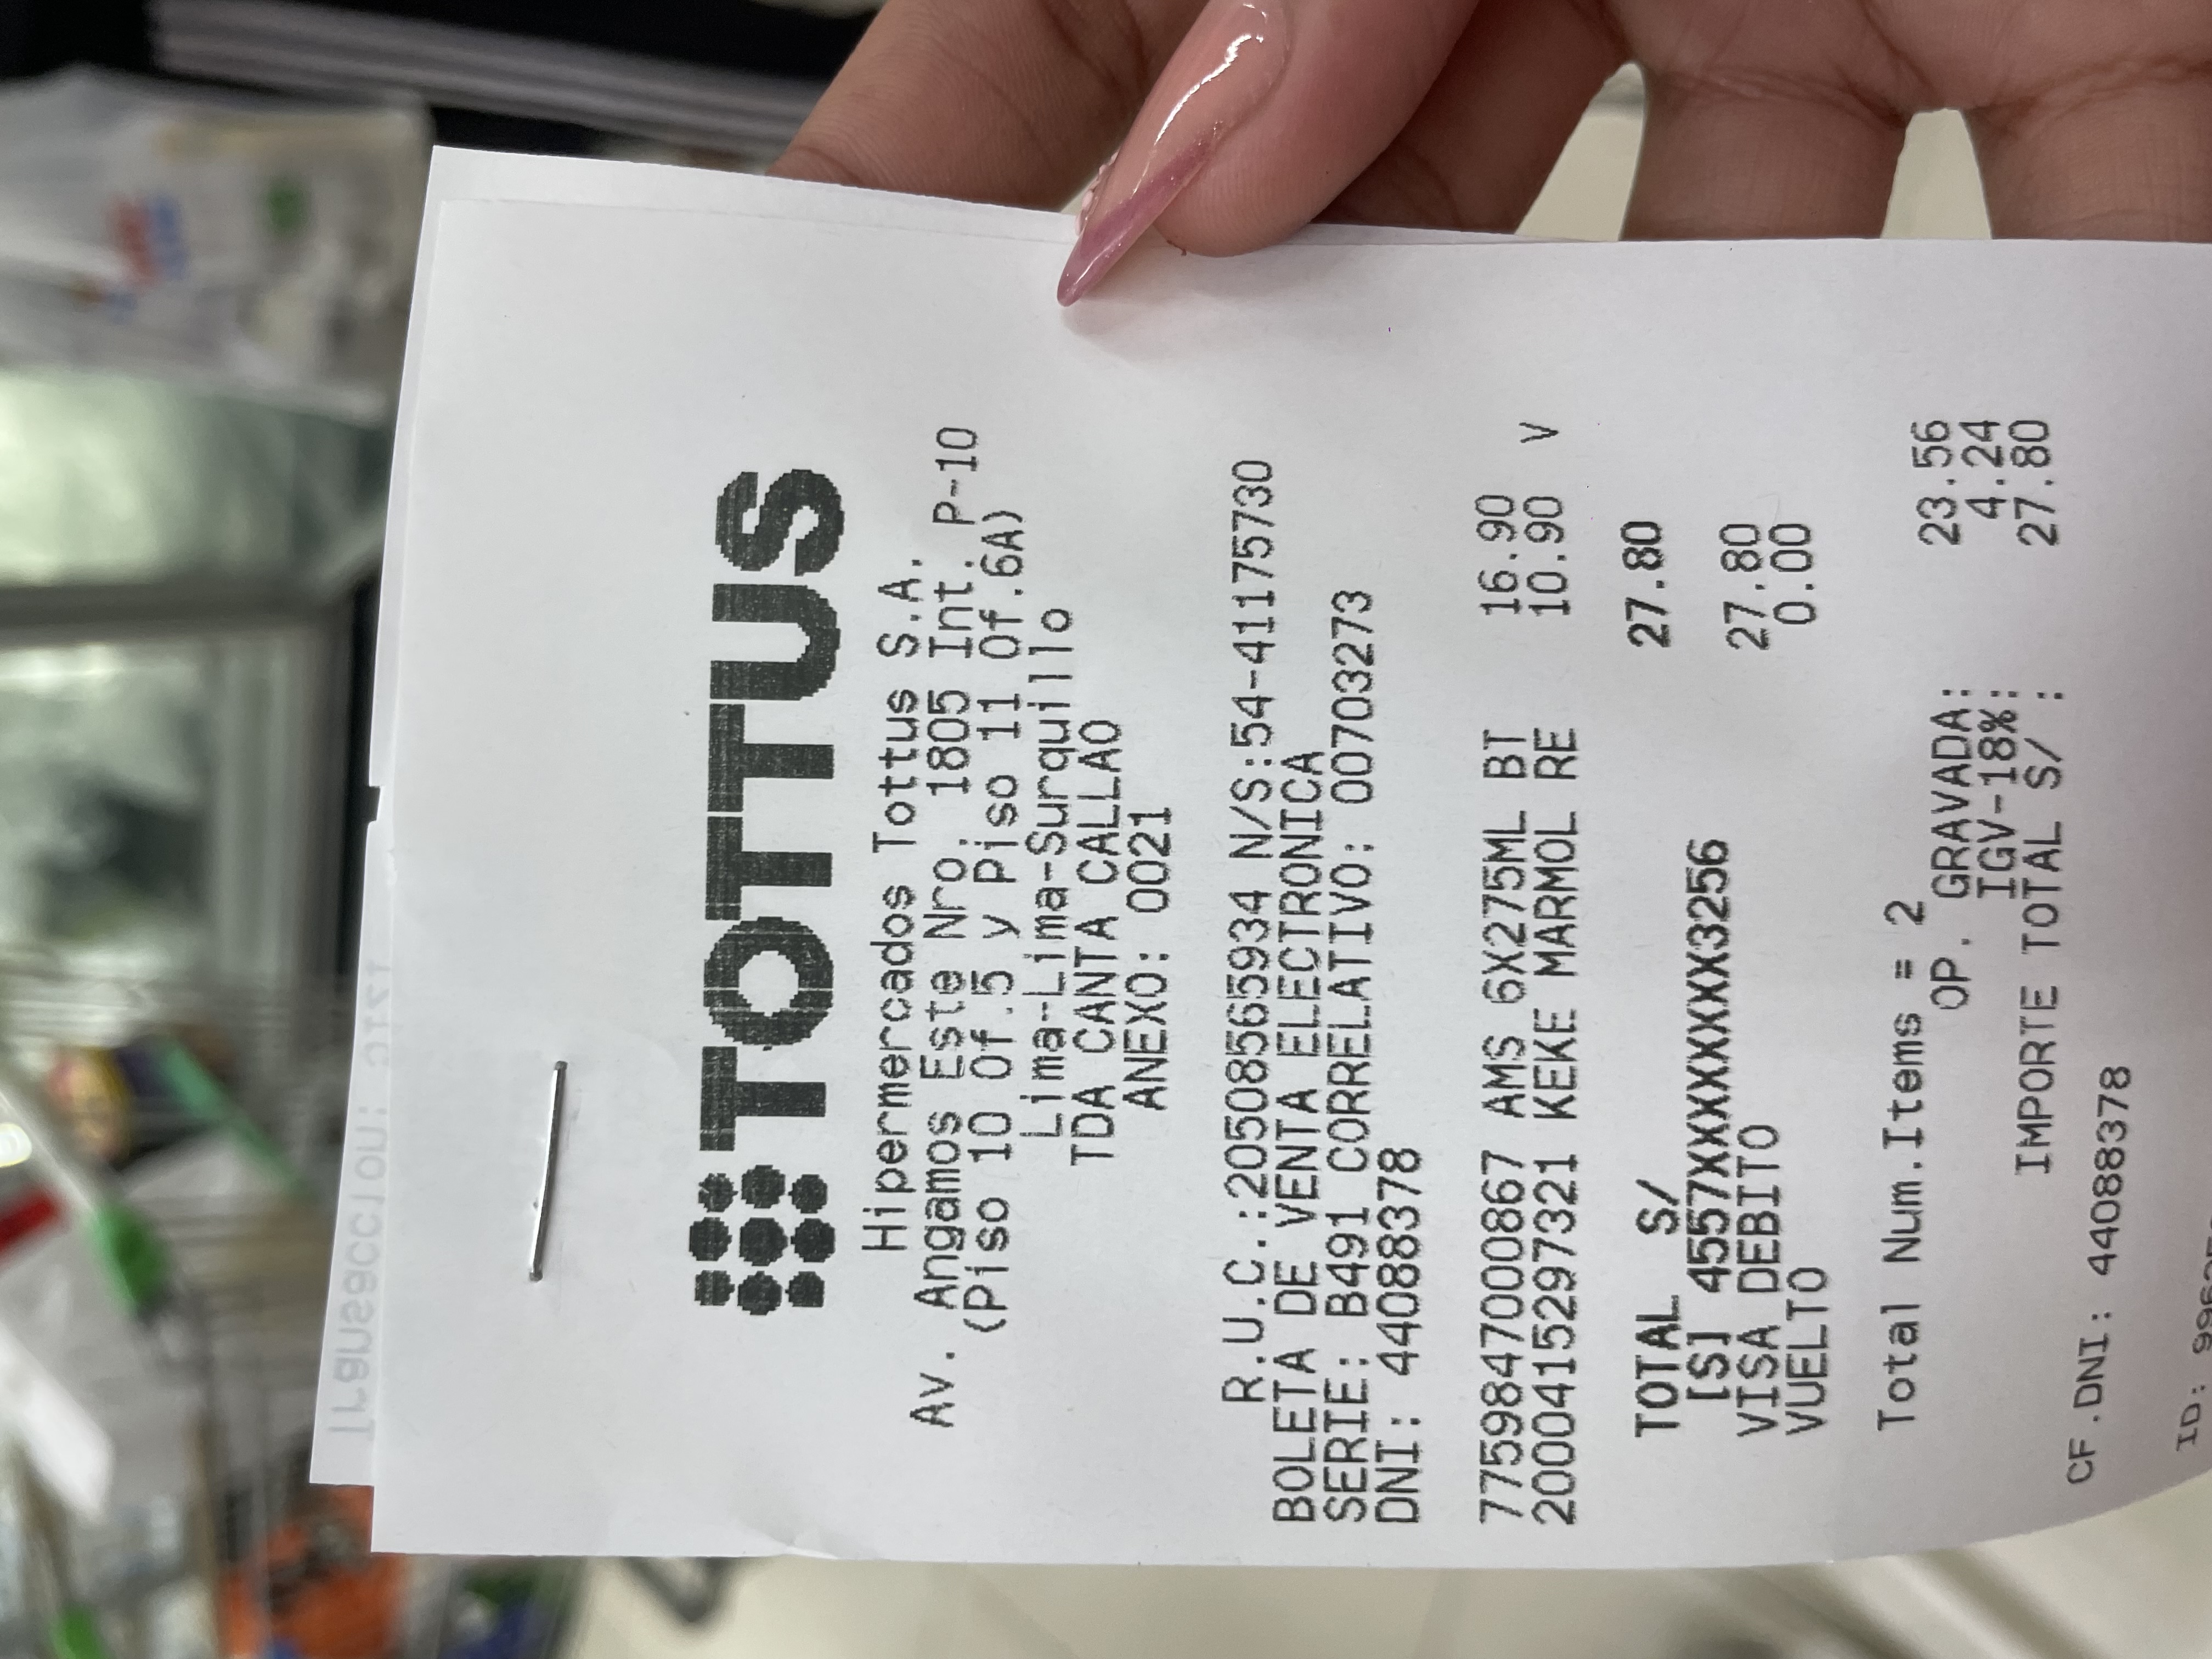 TOTTUS
Hipermercados Tottus S.A.
Av. Angamos Este Nro. 1805 Int. P-10
(Piso 10 Of.5 y Piso 11 Of.6A)
Lima-Lima-Surquillo
TDA CANTA CALLAO
ANEXO: 0021
R.U.C.:20508565934 N/S:54-41175730
BOLETA DE VENTA ELECTRONICA
SERIE: B491 CORRELATIVO: 00703273
DNI: 44088378
7759847000867 AMS 6X275ML BT 16.90
2000415297321 KEKE MARMOL RE 10.90 V
TOTAL S/ 27.80
[S] 4557XXXXXXXX3256
VISA DEBITO 27.80
VUELTO 0.00
Total Num.Items = 2
OP. GRAVADA: 23.56
IGV-18%: 4.24
IMPORTE TOTAL S/ : 27.80
CF.DNI: 44088378
ID: